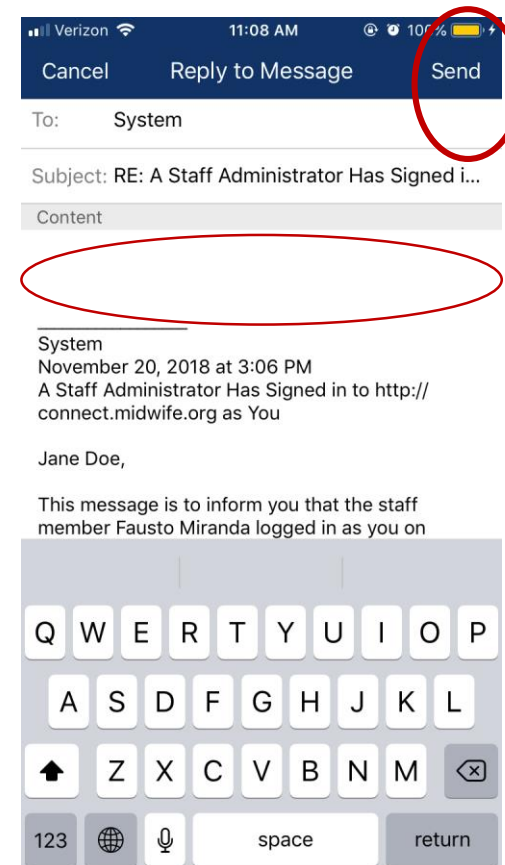 Verizon 11:08 AM 100%
Cancel Reply to Message Send
To: System
Subject: RE: A Staff Administrator Has Signed i...
Content
System
November 20, 2018 at 3:06 PM
A Staff Administrator Has Signed in to http://
connect.midwife.org as You
Jane Doe,
This message is to inform you that the staff
member Fausto Miranda logged in as you on
Q W E R T Y U I O P
A S D F G H J K L
Z X C V B N M
123 space return